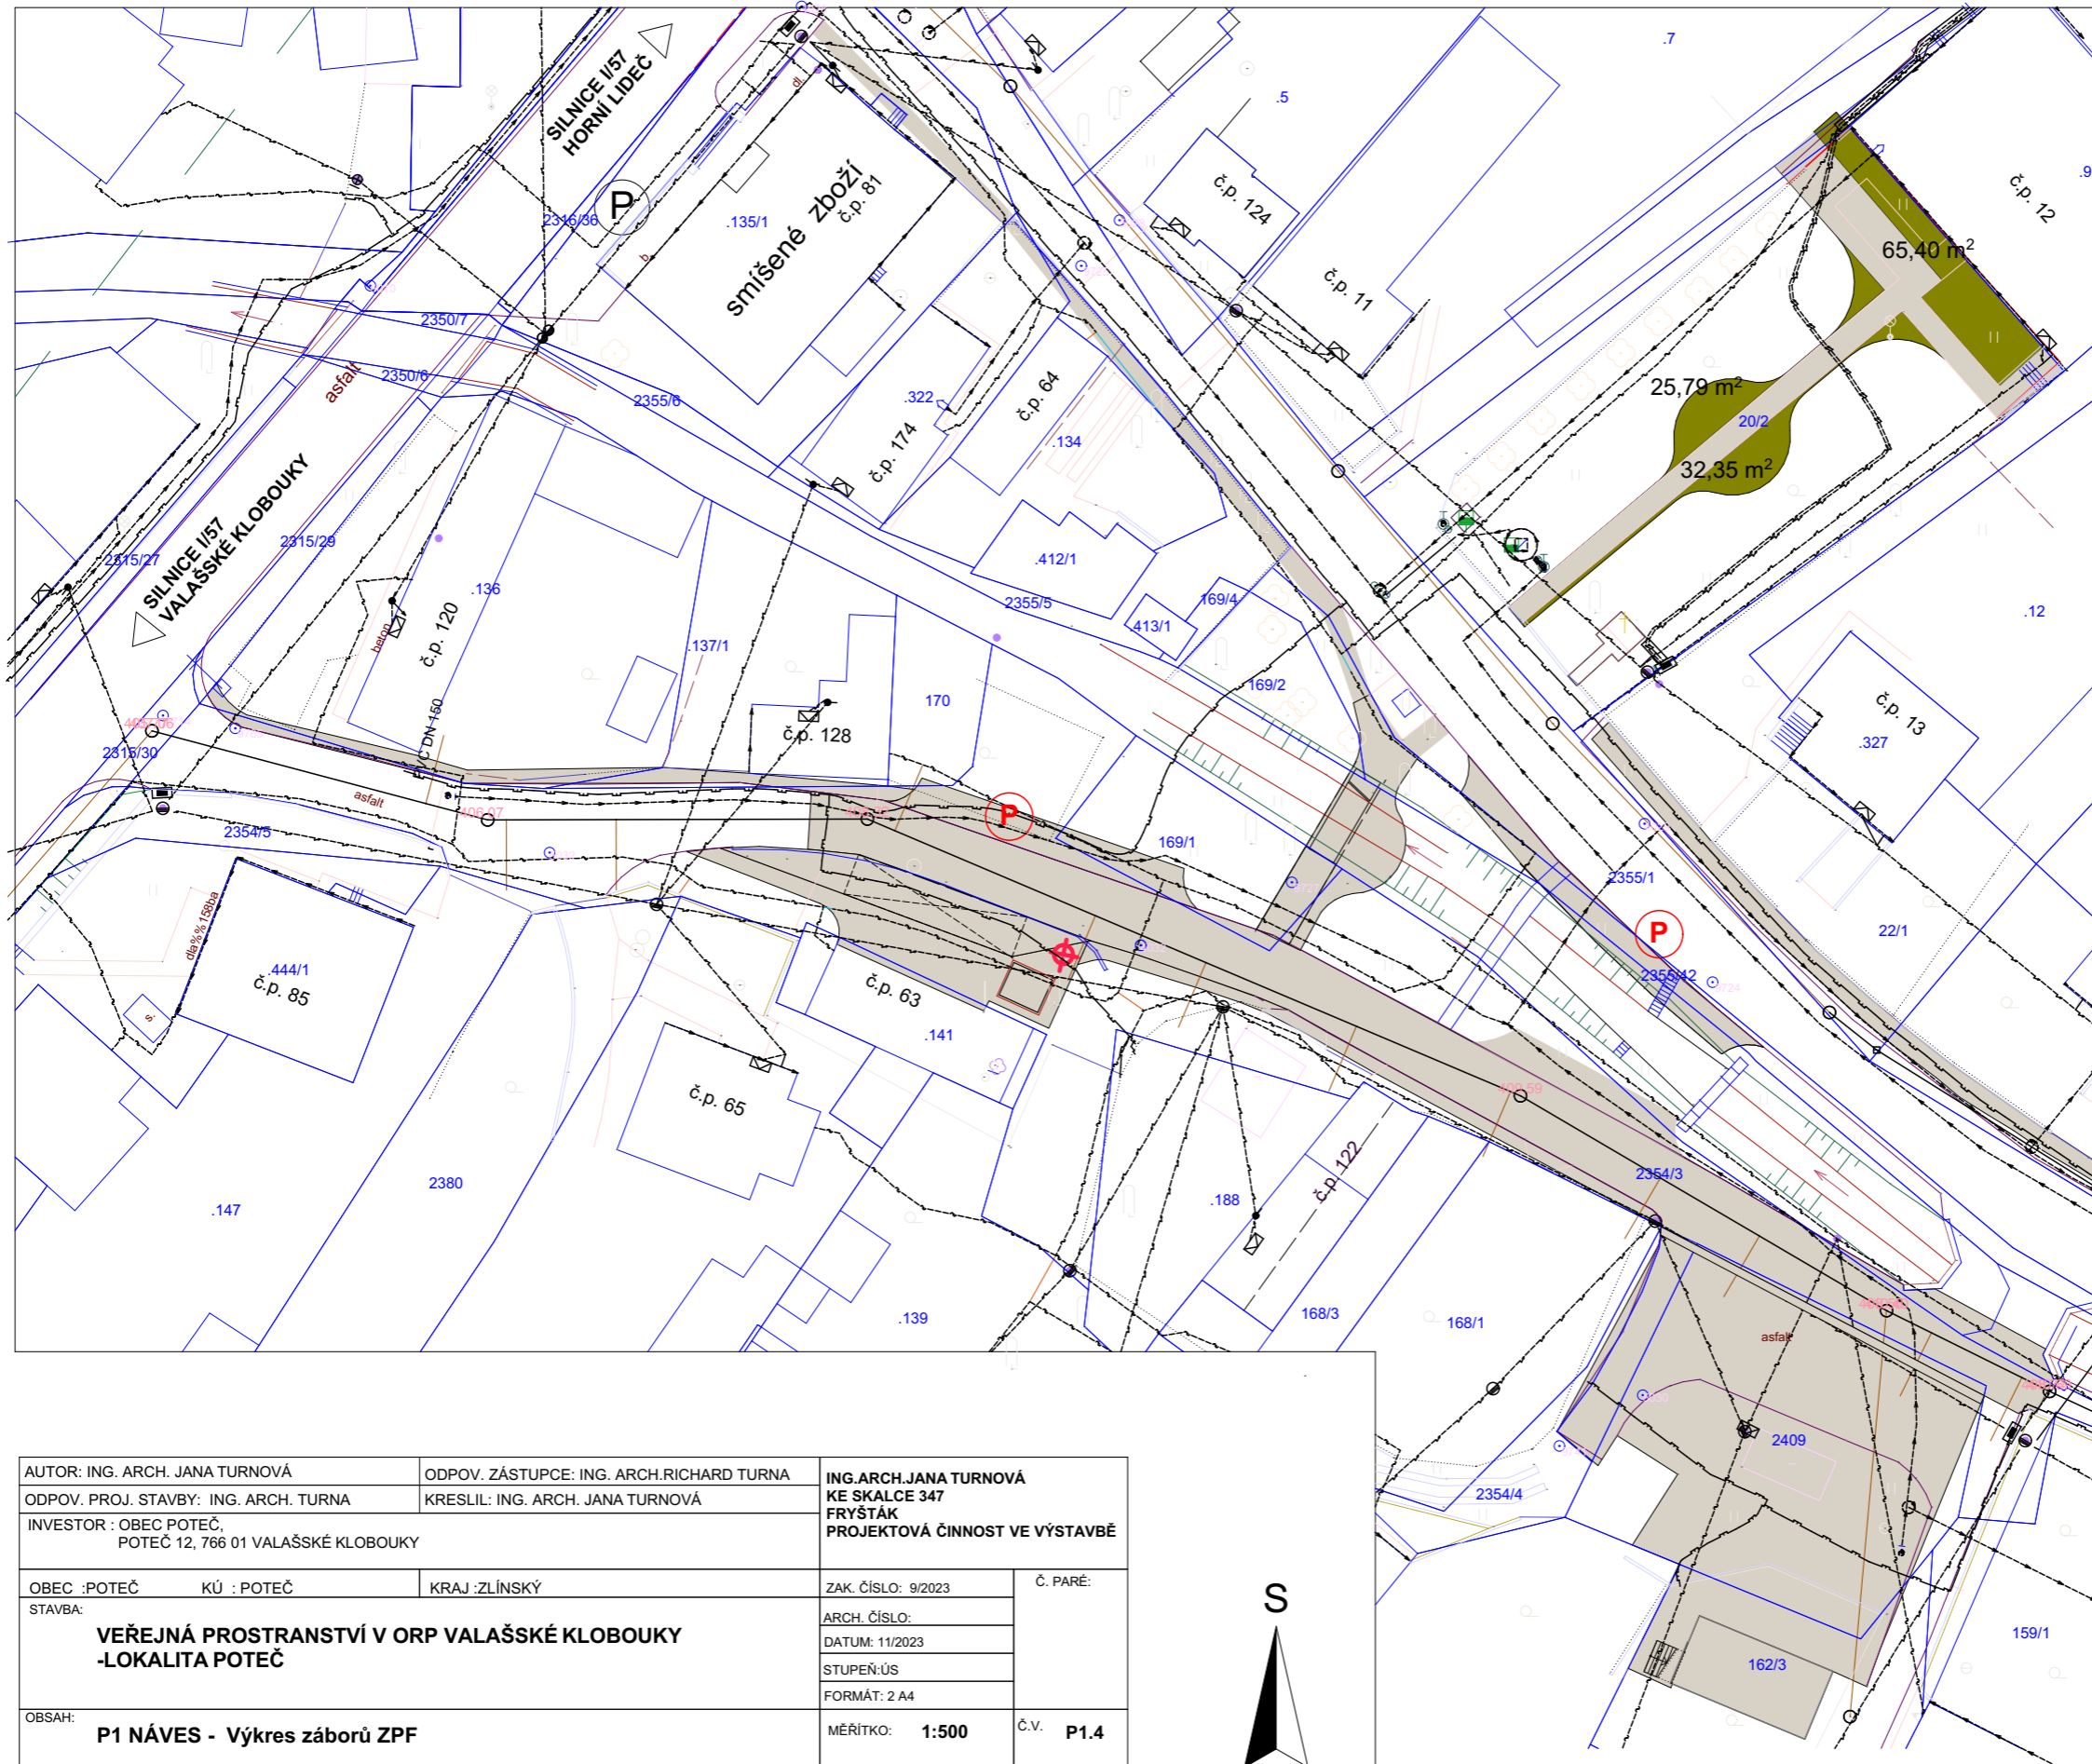 SILNICE I/57
HORNÍ LIDEČ
.7
.5
dl.
č.p. 124
č.p. 12
.9
2316/36
P
.135/1
smíšené zboží
č.p. 81
b.
65,40 m²
č.p. 11
2350/7
asfalt
2350/6
2355/6
.322
č.p. 64
č.p. 174
.134
25,79 m²
20/2
32,35 m²
SILNICE I/57
VALAŠSKÉ KLOBOUKY
2315/27
2315/29
.136
č.p. 120
beton
.412/1
2355/5
169/4
.413/1
.12
.137/1
169/2
170
č.p. 13
.327
PVC DN 150
č.p. 128
2315/30
asfalt
406.07
P
2354/5
169/1
2355/1
P
22/1
2355/42
dla%%158ba
.444/1
č.p. 85
s.
č.p. 63
.141
č.p. 65
409.59
č.p. 122
2354/3
.147
2380
.188
.139
168/3
168/1
asfalt
2409
2354/4
159/1
162/3
AUTOR: ING. ARCH. JANA TURNOVÁ
ODPOV. ZÁSTUPCE: ING. ARCH.RICHARD TURNA
ODPOV. PROJ. STAVBY: ING. ARCH. TURNA
KRESLIL: ING. ARCH. JANA TURNOVÁ
ING.ARCH.JANA TURNOVÁ
KE SKALCE 347
FRYŠTÁK
PROJEKTOVÁ ČINNOST VE VÝSTAVBĚ
INVESTOR : OBEC POTEČ,
POTEČ 12, 766 01 VALAŠSKÉ KLOBOUKY
OBEC :POTEČ KÚ : POTEČ
KRAJ :ZLÍNSKÝ
ZAK. ČÍSLO: 9/2023
Č. PARÉ:
STAVBA:
VEŘEJNÁ PROSTRANSTVÍ V ORP VALAŠSKÉ KLOBOUKY
-LOKALITA POTEČ
ARCH. ČÍSLO:
DATUM: 11/2023
STUPEŇ:ÚS
FORMÁT: 2 A4
OBSAH:
P1 NÁVES - Výkres záborů ZPF
MĚŘÍTKO: 1:500
Č.V. P1.4
S